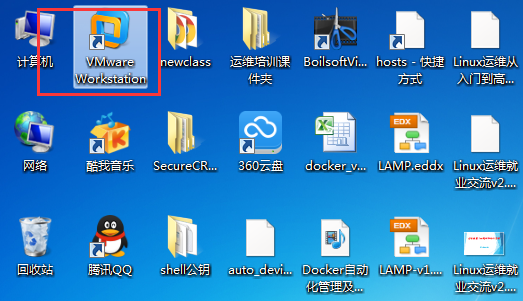 计算机
VMware
Workstation
newclass
运维培训课
件夹
BoilsoftVi...
hosts - 快捷
方式
Linux运维从
入门到高...
网络
酷我音乐
SecureCR...
360云盘
docker_v...
EDX
LAMP.eddx
Linux运维就
业交流v2....
回收站
腾讯QQ
shell公钥
auto_devi...
Docker自动
化管理及...
EDX
LAMP-v1....
Linux运维就
业交流v2....